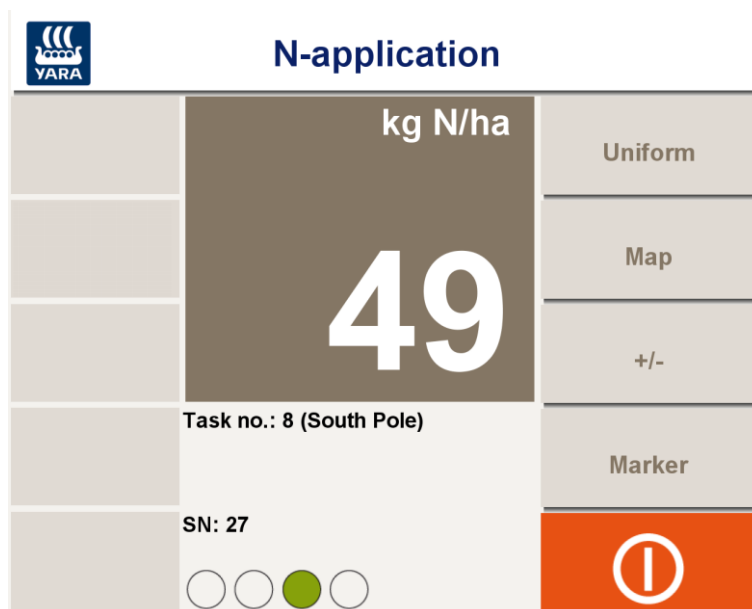 YARA
N-application
kg N/ha
49
Uniform
Map
+/-
Marker
Task no.: 8 (South Pole)
SN: 27